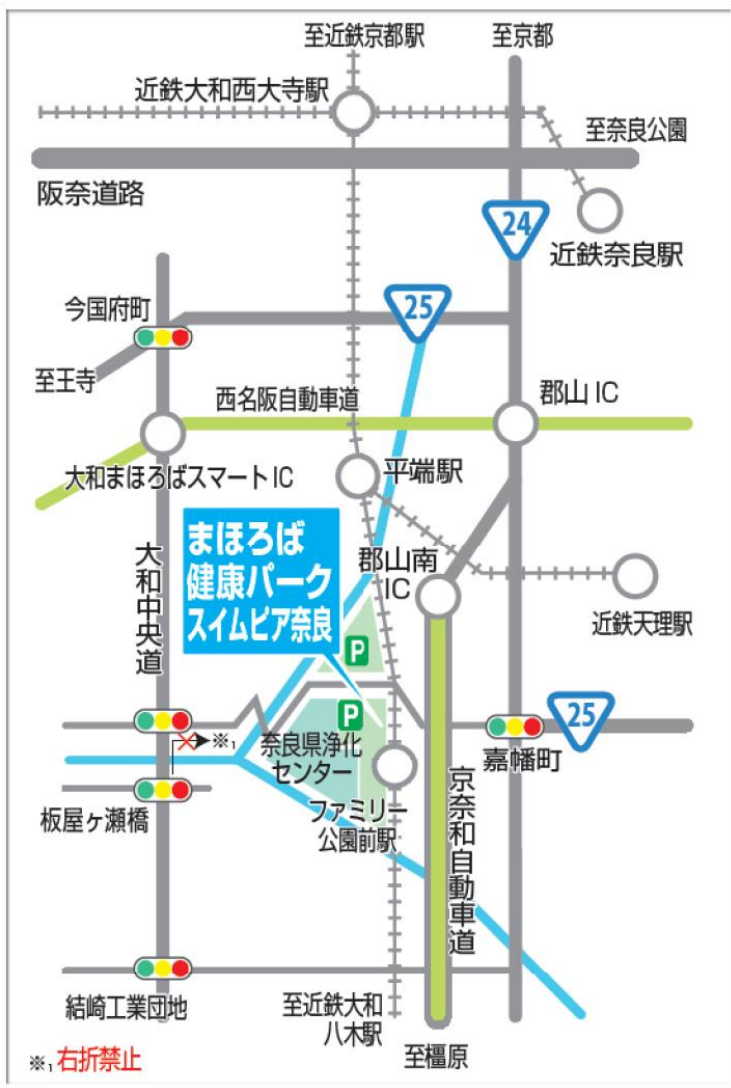 至近鉄京都駅
至京都
近鉄大和西大寺駅
至奈良公園
阪奈道路
24
近鉄奈良駅
今国府町
25
至王寺
西名阪自動車道
郡山 IC
大和まほろばスマート IC
平端駅
まほろば
健康パーク
スイムピア奈良
郡山南
IC
大和中央道
近鉄天理駅
P
P
※1
25
奈良県浄化
センター
嘉幡町
板屋ヶ瀬橋
ファミリー
公園前駅
京奈和自動車道
結崎工業団地
至近鉄大和
八木駅
至橿原
※1 右折禁止